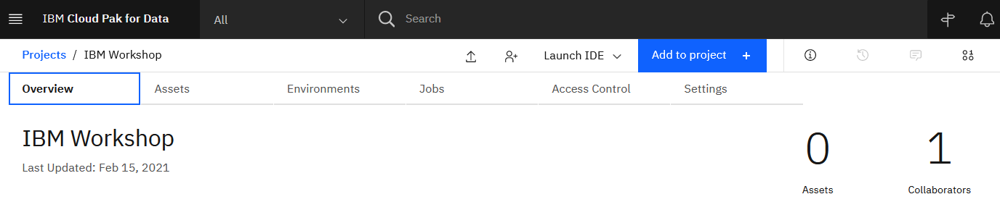 IBM Cloud Pak for Data All Search
Projects / IBM Workshop Launch IDE Add to project +
Overview Assets Environments Jobs Access Control Settings
IBM Workshop
Last Updated: Feb 15, 2021
0 1
Assets Collaborators